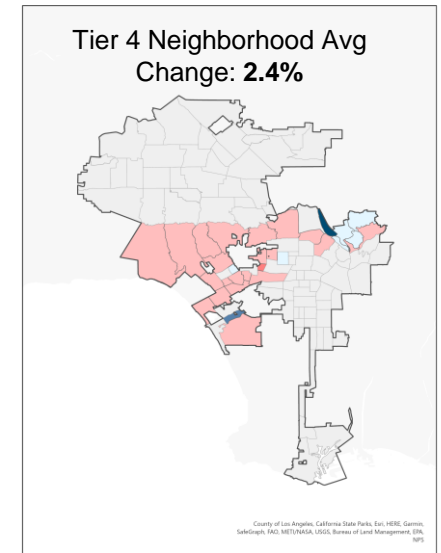 Tier 4 Neighborhood Avg
Change: 2.4%
County of Los Angeles, California State Parks, Esri, HERE, Garmin,
SafeGraph, FAO, METI/NASA, USGS, Bureau of Land Management, EPA,
NPS